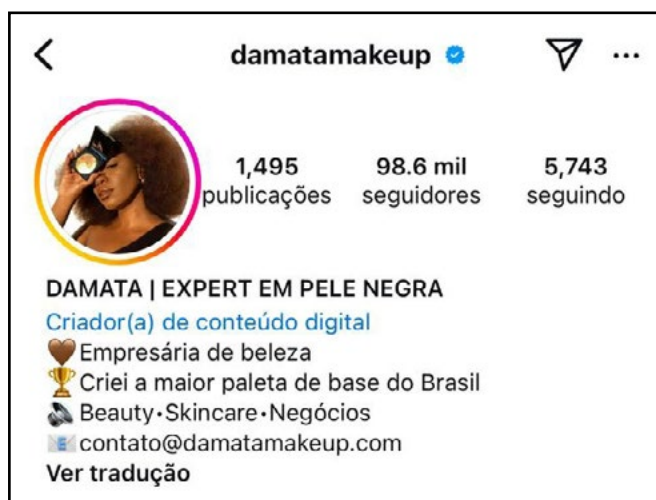 damatamakeup
1,495
98.6 mil
5,743
publicações
seguidores
seguindo
DAMATA | EXPERT EM PELE NEGRA
Criador(a) de conteúdo digital
Empresária de beleza
Criei a maior paleta de base do Brasil
Beauty•Skincare•Negócios
contato@damatamakeup.com
Ver tradução